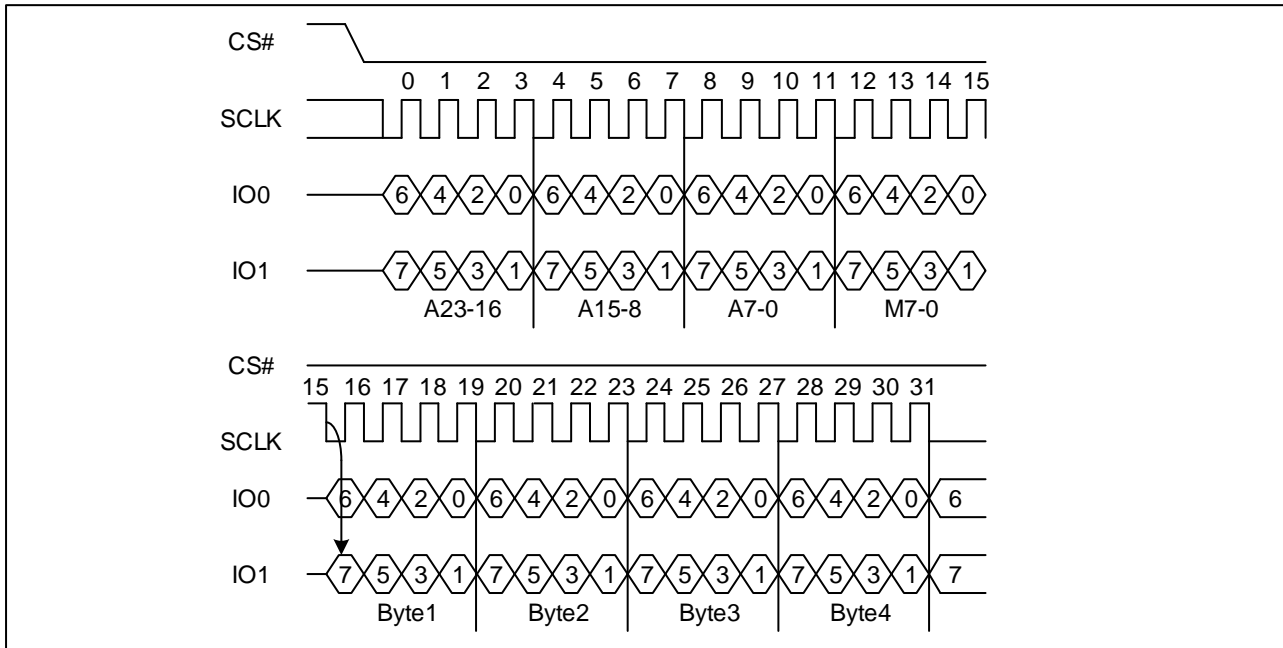 CS#
0 1 2 3 4 5 6 7 8 9 10 11 12 13 14 15
SCLK
IO0 6 4 2 0 6 4 2 0 6 4 2 0 6 4 2 0
IO1 7 5 3 1 7 5 3 1 7 5 3 1 7 5 3 1
A23-16 A15-8 A7-0 M7-0
CS#
15 16 17 18 19 20 21 22 23 24 25 26 27 28 29 30 31
SCLK
IO0 6 4 2 0 6 4 2 0 6 4 2 0 6 4 2 0 6
IO1 7 5 3 1 7 5 3 1 7 5 3 1 7 5 3 1 7
Byte1 Byte2 Byte3 Byte4